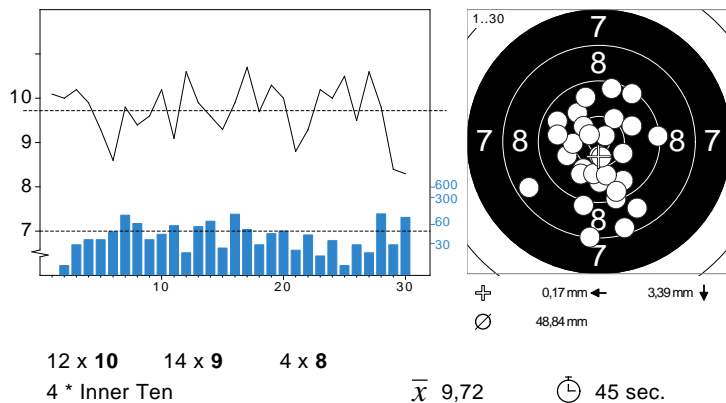 1..30
7
8
10
9
8
7
600
300
60
30
10 20 30
7 8 8 7
8
7
0,17 mm 3,39 mm
48,84 mm
12 x 10 14 x 9 4 x 8
4 * Inner Ten x 9,72 45 sec.